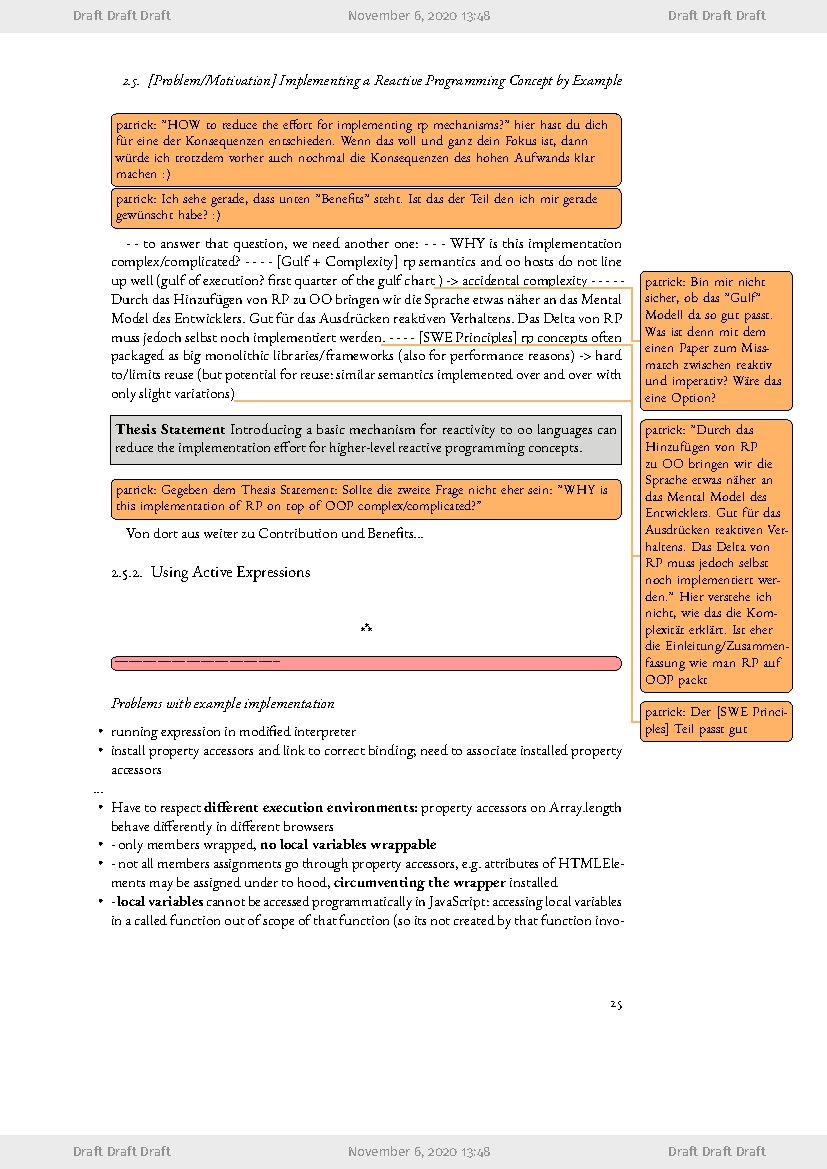 Draft Draft Draft November 6, 2020 13:48 Draft Draft Draft
2.5. [Problem/Motivation] Implementing a Reactive Programming Concept by Example
patrick: "HOW to reduce the effort for implementing rp mechanisms?" hier hast du dich
für eine der Konsequenzen entschieden. Wenn das voll und ganz dein Fokus ist, dann
würde ich trotzdem vorher auch nochmal die Konsequenzen des hohen Aufwands klar
machen :)
patrick: Ich sehe gerade, dass unten "Benefits" steht. Ist das der Teil den ich mir gerade
gewünscht habe? :)
- - to answer that question, we need another one: - - - WHY is this implementation
complex/complicated? - - - - [Gulf + Complexity] rp semantics and oo hosts do not line
up well (gulf of execution? first quarter of the gulf chart ) -> accidental complexity - - - - -
Durch das Hinzufügen von RP zu OO bringen wir die Sprache etwas näher an das Mental
Model des Entwicklers. Gut für das Ausdrücken reaktiven Verhaltens. Das Delta von RP
muss jedoch selbst noch implementiert werden. - - - - [SWE Principles] rp concepts often
packaged as big monolithic libraries/frameworks (also for performance reasons) -> hard
to/limits reuse (but potential for reuse: similar semantics implemented over and over with
only slight variations)
Thesis Statement Introducing a basic mechanism for reactivity to oo languages can
reduce the implementation effort for higher-level reactive programming concepts.
patrick: Gegeben dem Thesis Statement: Sollte die zweite Frage nicht eher sein: "WHY is
this implementation of RP on top of OOP complex/complicated?"
Von dort aus weiter zu Contribution und Benefits...
2.5.2. Using Active Expressions
⁂
————————————————————————
Problems with example implementation
• running expression in modified interpreter
• install property accessors and link to correct binding; need to associate installed property
accessors
...
• Have to respect different execution environments: property accessors on Array.length
behave differently in different browsers
• - only members wrapped, no local variables wrappable
• - not all members assignments go through property accessors, e.g. attributes of HTMLEle-
ments may be assigned under to hood, circumventing the wrapper installed
• - local variables cannot be accessed programmatically in JavaScript: accessing local variables
in a called function out of scope of that function (so its not created by that function invo-
patrick: Bin mir nicht
sicher, ob das "Gulf"
Modell da so gut passt.
Was ist denn mit dem
einen Paper zum Miss-
match zwischen reaktiv
und imperativ? Wäre das
eine Option?
patrick: "Durch das
Hinzufügen von RP
zu OO bringen wir die
Sprache etwas näher an
das Mental Model des
Entwicklers. Gut für das
Ausdrücken reaktiven Ver-
haltens. Das Delta von
RP muss jedoch selbst
noch implementiert wer-
den." Hier verstehe ich
nicht, wie das die Kom-
plexität erklärt. Ist eher
die Einleitung/Zusammen-
fassung wie man RP auf
OOP packt
patrick: Der [SWE Princi-
ples] Teil passt gut
25
Draft Draft Draft November 6, 2020 13:48 Draft Draft Draft